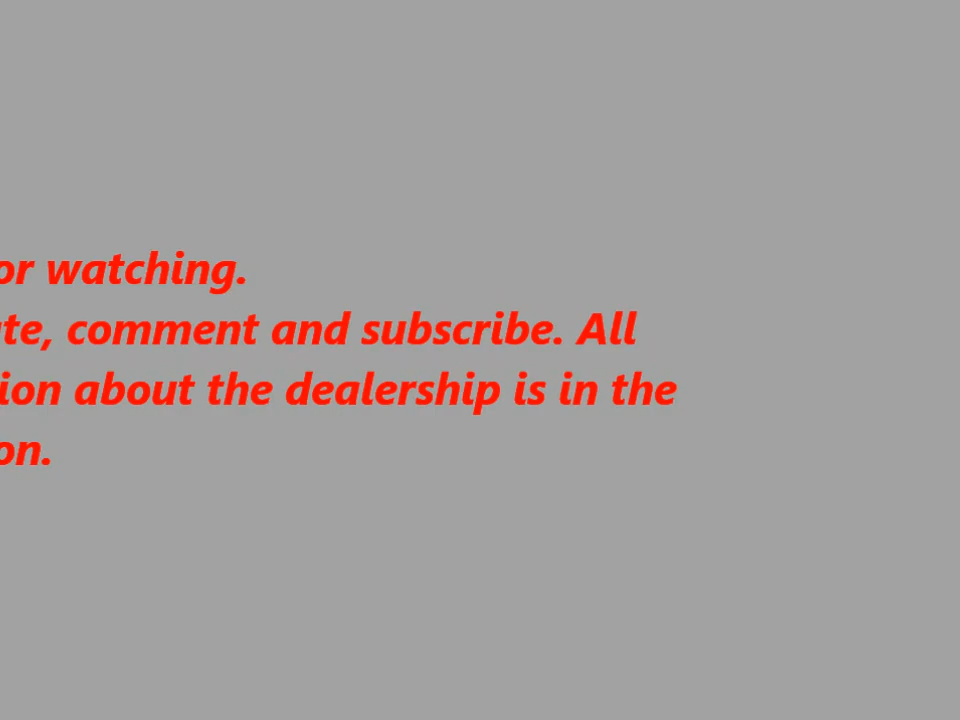 or watching.
te, comment and subscribe. All
ion about the dealership is in the
on.